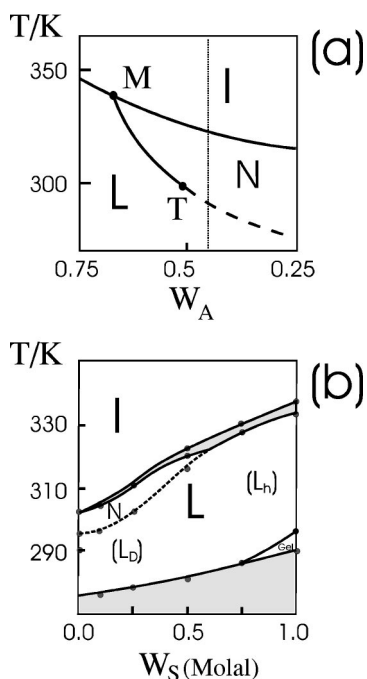 T/K
(a)
350
M
I
300
L
T
N
0.75
0.5
0.25
W_A
T/K
(b)
I
330
310
N
L
(L_h)
290
(L_D)
Gel
0.0
0.5
1.0
W_S (Molal)